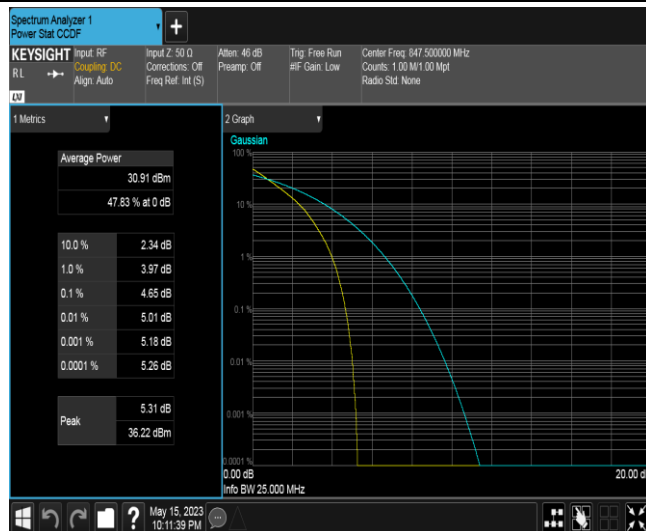 Spectrum Analyzer 1
Power Stat CCDF
+
KEYSIGHT
RL
Input: RF
Coupling: DC
Align: Auto
Input Z: 50 Ω
Corrections: Off
Freq Ref: Int (S)
Atten: 46 dB
Preamp: Off
Trig: Free Run
#IF Gain: Low
Center Freq: 847.500000 MHz
Counts: 1.00 M/1.00 Mpt
Radio Std: None
1 Metrics
Average Power
30.91 dBm
47.83 % at 0 dB
10.0 % 2.34 dB
1.0 % 3.97 dB
0.1 % 4.65 dB
0.01 % 5.01 dB
0.001 % 5.18 dB
0.0001 % 5.26 dB
Peak
5.31 dB
36.22 dBm
2 Graph
Gaussian
100 %
10 %
1 %
0.1 %
0.01 %
0.001 %
0.0001 %
0.00 dB
20.00 d
Info BW 25.000 MHz
?
May 15, 2023
10:11:39 PM